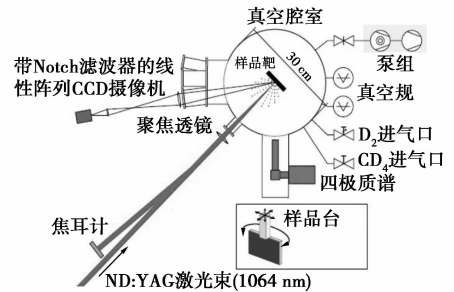 真空腔室
带Notch滤波器的线
性阵列CCD摄像机
样品靶
30 cm
泵组
真空规
聚焦透镜
D₂进气口
CD₄进气口
四极质谱
焦耳计
样品台
ND:YAG激光束(1064 nm)